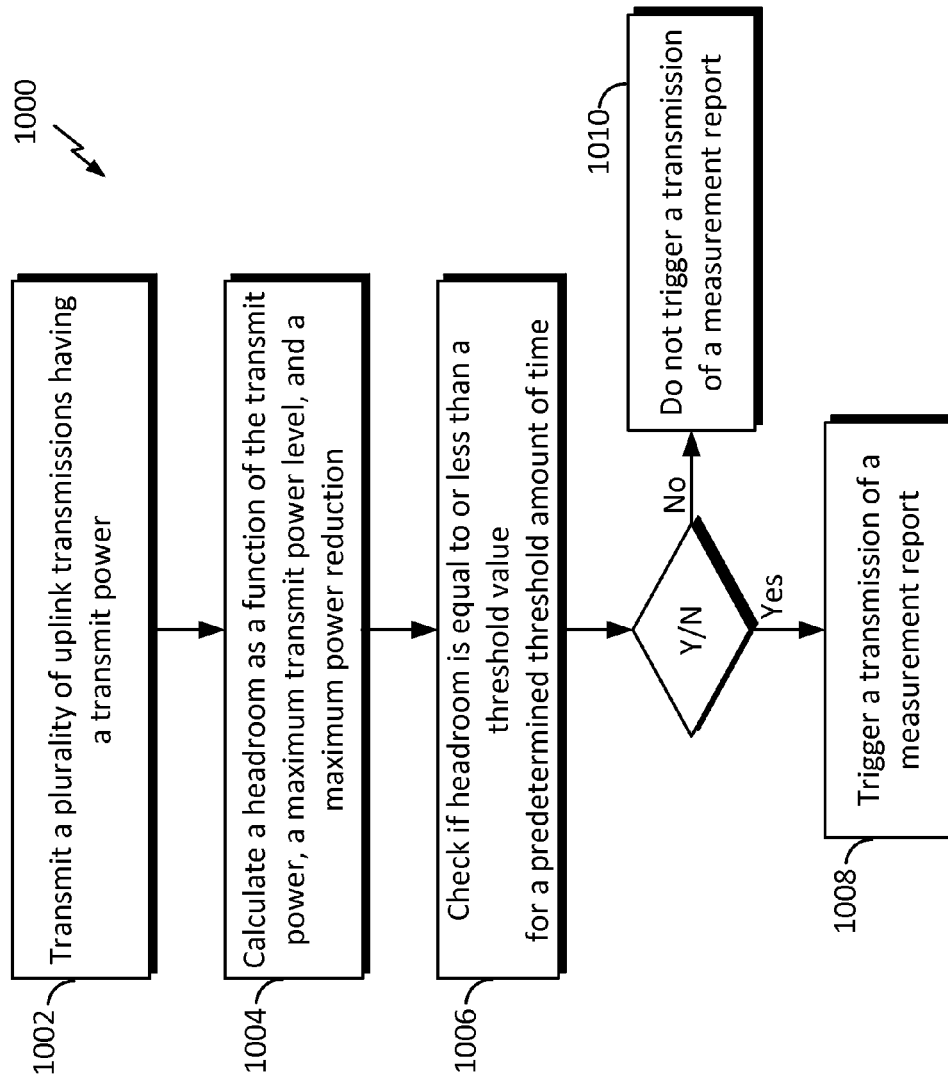 1000
1002
Transmit a plurality of uplink transmissions having
a transmit power
1004
Calculate a headroom as a function of the transmit
power, a maximum transmit power level, and a
maximum power reduction
1006
Check if headroom is equal to or less than a
threshold value
for a predetermined threshold amount of time
Y/N
No
1010
Do not trigger a transmission
of a measurement report
Yes
1008
Trigger a transmission of a
measurement report